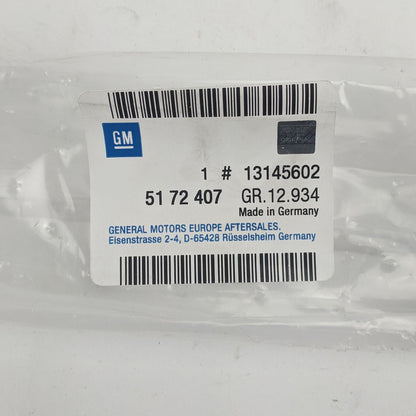 GM
1 # 13145602
51 72 407 GR.12.934
Made in Germany
GENERAL MOTORS EUROPE AFTERSALES.
Eisenstrasse 2-4, D-65428 Rüsselsheim Germany